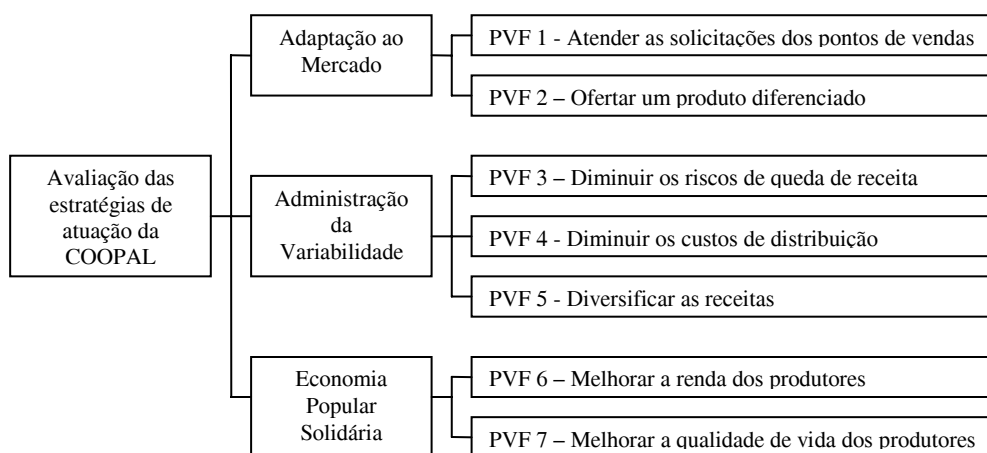 Adaptação ao
Mercado
PVF 1 - Atender as solicitações dos pontos de vendas
PVF 2 – Ofertar um produto diferenciado
Avaliação das
estratégias de
atuação da
COOPAL
Administração
da
Variabilidade
PVF 3 – Diminuir os riscos de queda de receita
PVF 4 – Diminuir os custos de distribuição
PVF 5 - Diversificar as receitas
Economia
Popular
Solidária
PVF 6 – Melhorar a renda dos produtores
PVF 7 – Melhorar a qualidade de vida dos produtores